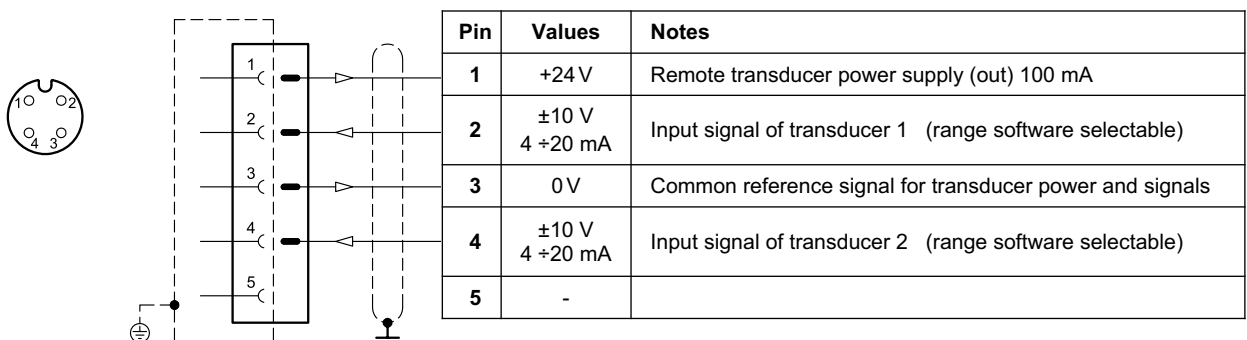 Pin Values Notes
1 +24 V Remote transducer power supply (out) 100 mA
2 ±10 V
4 ÷20 mA Input signal of transducer 1 (range software selectable)
3 0 V Common reference signal for transducer power and signals
4 ±10 V
4 ÷20 mA Input signal of transducer 2 (range software selectable)
5 -
1
2
3
4
5
1 2
4 3